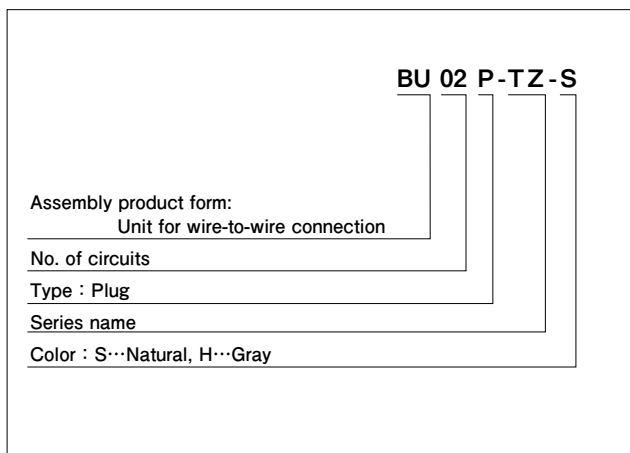 BU 02 P-TZ-S
Assembly product form:
Unit for wire-to-wire connection
No. of circuits
Type：Plug
Series name
Color：S…Natural, H…Gray